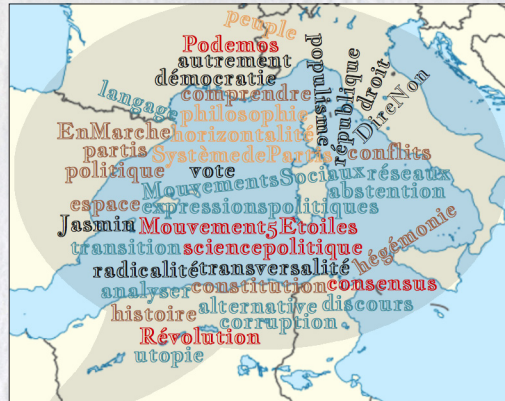 peuple
Podemos
autrement
démocratie
populisme
république
droit
DireNon
langage
comprendre
philosophie
EnMarche
horizontalité
partis
SystèmedePartis
conflits
politique
vote
MouvementsSociaux
réseaux
abstention
espace
expressionspolitiques
Jasmin
Mouvement5Etoiles
hégémonie
transition
sciencepolitique
radicalité
transversalité
analyser
constitution
consensus
histoire
alternative
discours
corruption
Révolution
utopie